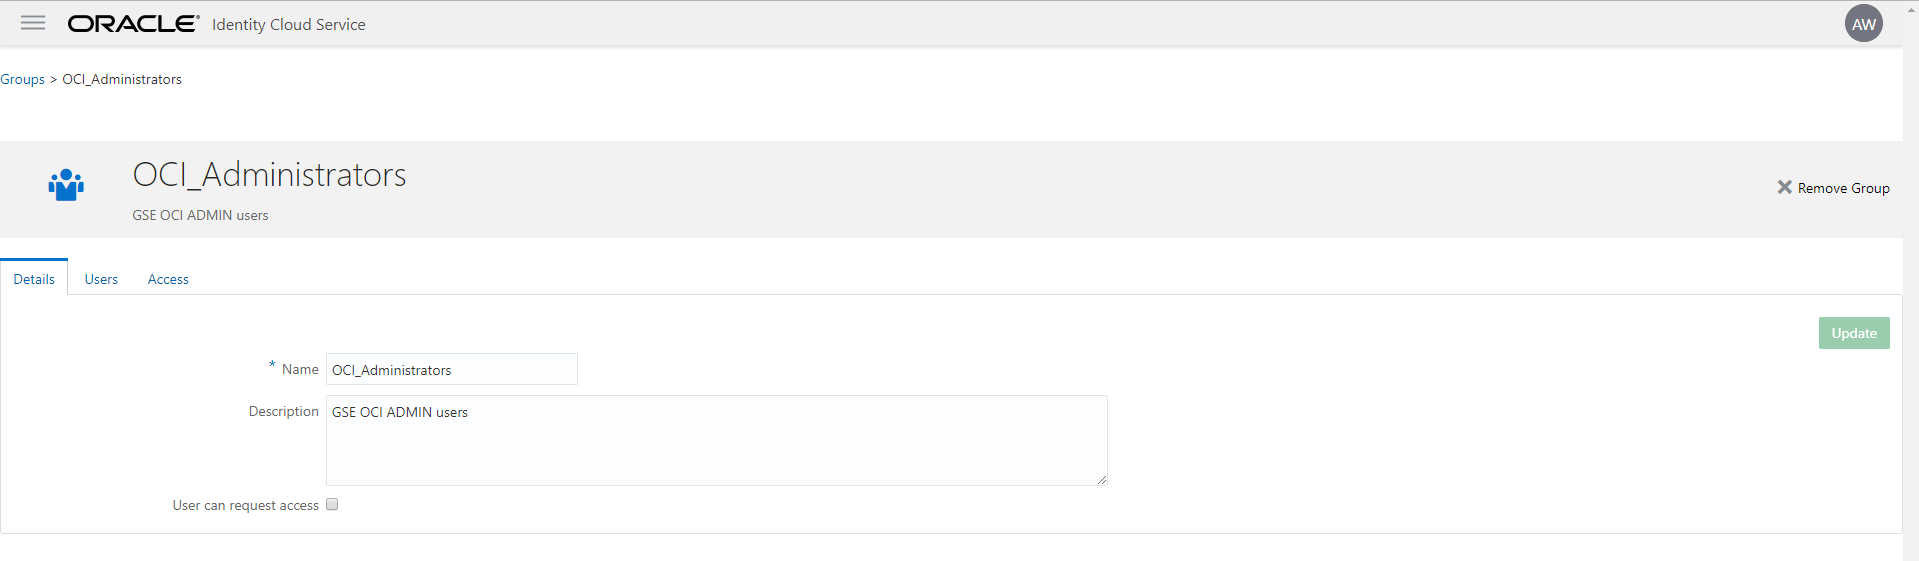 ORACLE® Identity Cloud Service
AW
Groups > OCI_Administrators
OCI_Administrators
GSE OCI ADMIN users
Remove Group
Details Users Access
Update
* Name OCI_Administrators
Description GSE OCI ADMIN users
User can request access